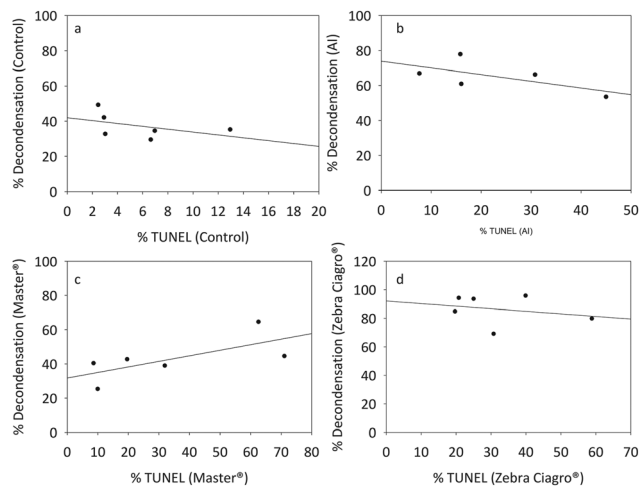 a
% Decondensation (Control)
100
80
60
40
20
0
0 2 4 6 8 10 12 14 16 18 20
% TUNEL (Control)
b
% Decondensation (AI)
100
80
60
40
20
0
0 10 20 30 40 50
% TUNEL (AI)
c
% Decondensation (Master®)
100
80
60
40
20
0
0 10 20 30 40 50 60 70 80
% TUNEL (Master®)
d
% Decondensation (Zebra Ciagro®)
120
100
80
60
40
20
0
0 10 20 30 40 50 60 70
% TUNEL (Zebra Ciagro®)